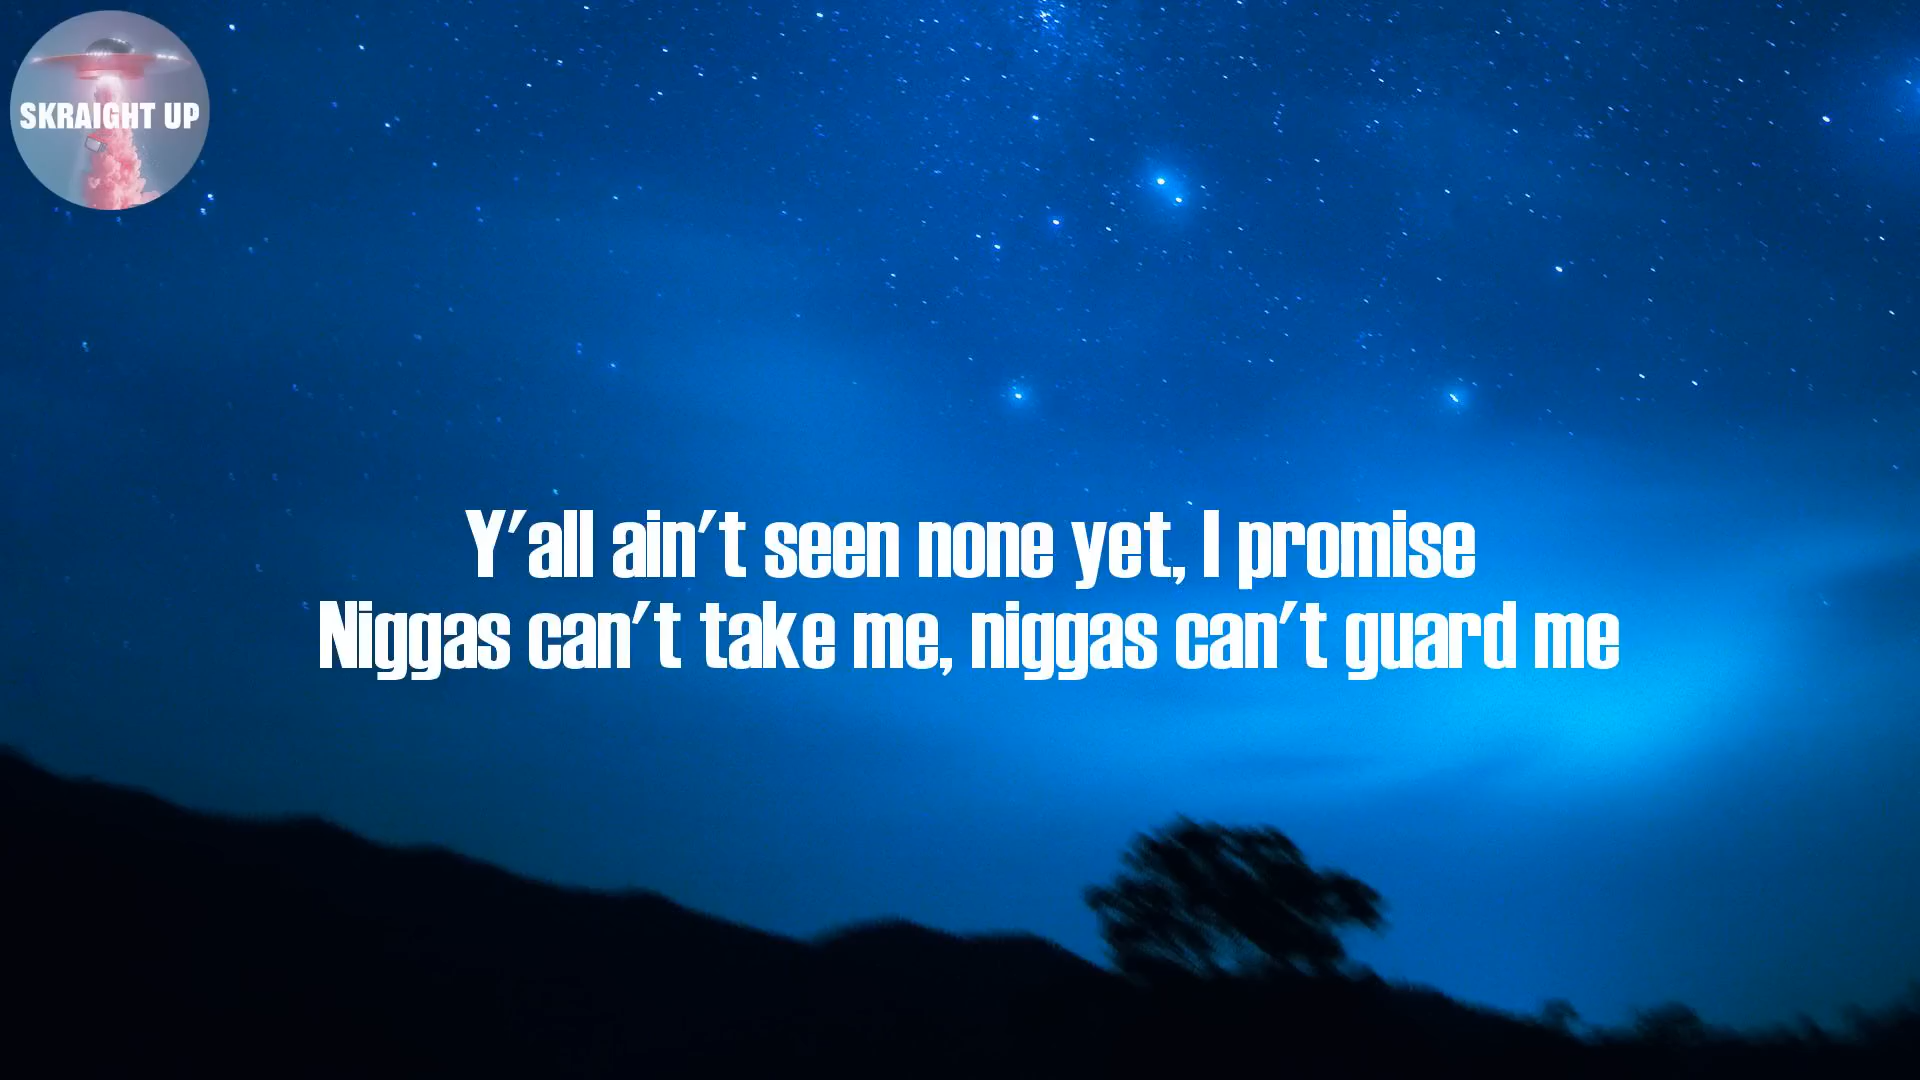 SKRAIGHT UP
Y'all ain't seen none yet, I promise
Niggas can't take me, niggas can't guard me